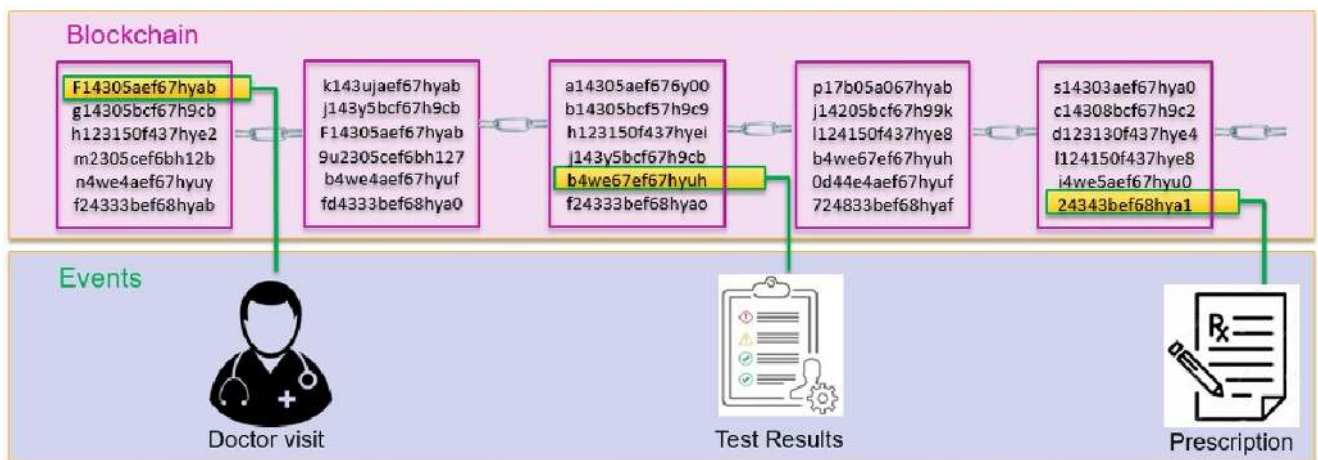 Blockchain
F14305aef67hyab
g14305bcf67h9cb
h123150f437hye2
m2305cef6bh12b
n4we4aef67hyuy
f24333bef68hyab
k143ujaef67hyab
j143y5bcf67h9cb
F14305aef67hyab
9u2305cef6bh127
b4we4aef67hyuf
fd4333bef68hya0
a14305aef676y00
b14305bcf57h9c9
h123150f437hyei
j143y5bcf67h9cb
b4we67ef67hyuh
f24333bef68hyao
p17b05a067hyab
j14205bcf67h99k
l124150f437hye8
b4we67ef67hyuh
0d44e4aef67hyuf
724833bef68hyaf
s14303aef67hya0
c14308bcf67h9c2
d123130f437hye4
l124150f437hye8
i4we5aef67hyu0
24343bef68hya1
Events
Rx
Doctor visit
Test Results
Prescription